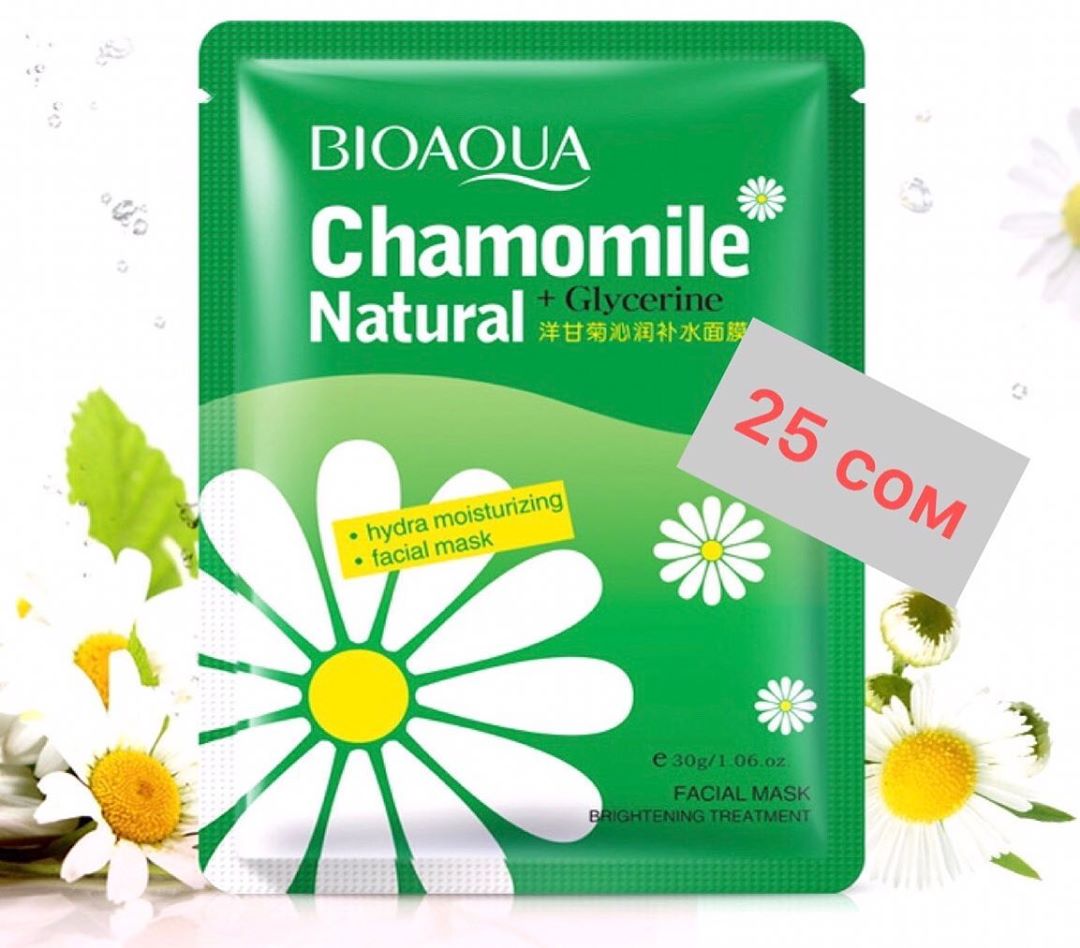 BIOAQUA
Chamomile
Natural + Glycerine
洋甘菊沁润补水面膜
25 сом
• hydra moisturizing
• facial mask
e 30g/1.06.oz.
FACIAL MASK
BRIGHTENING TREATMENT